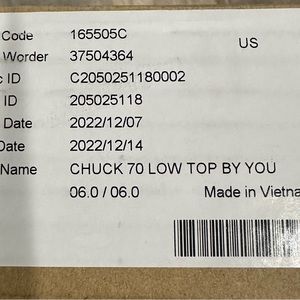 Code 165505C US
Worder 37504364
ID C2050251180002
ID 205025118
Date 2022/12/07
Date 2022/12/14
Name CHUCK 70 LOW TOP BY YOU
06.0 / 06.0 Made in Vietna